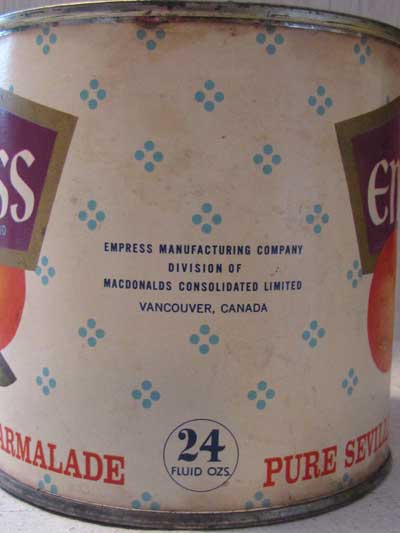 SS
EMPRESS MANUFACTURING COMPANY
DIVISION OF
MACDONALDS CONSOLIDATED LIMITED
VANCOUVER, CANADA
Em
ARMALADE
24
FLUID OZS.
PURE SEVILL